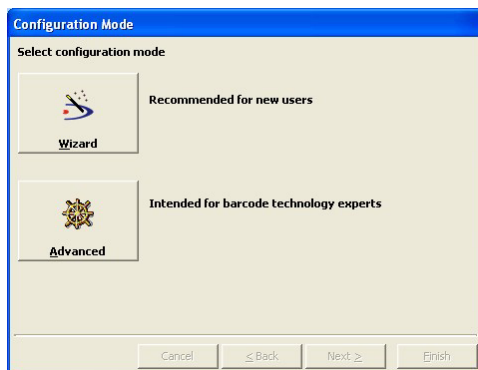 Configuration Mode
Select configuration mode
Recommended for new users
Wizard
Intended for barcode technology experts
Advanced
Cancel
< Back
Next >
Finish